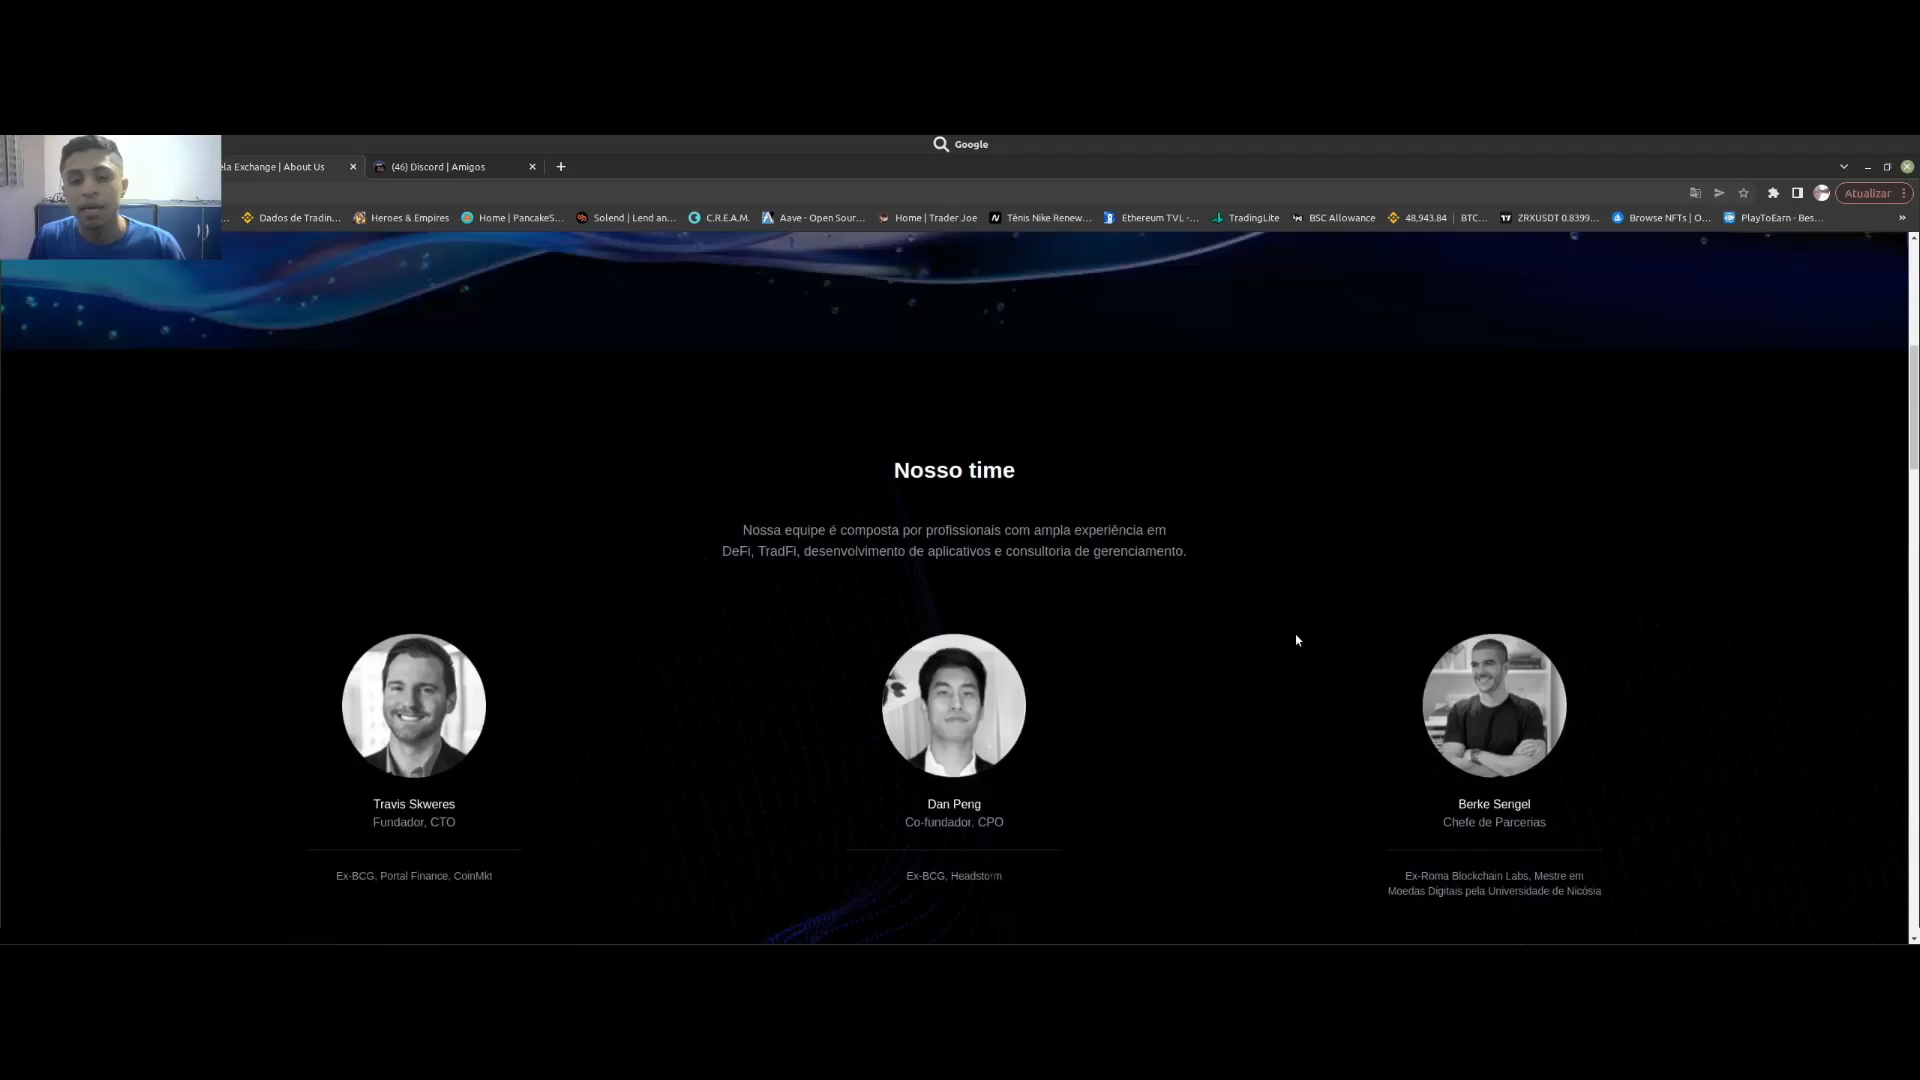 Google
ela Exchange | About Us
(46) Discord | Amigos
Atualizar
... Dados de Tradin... Heroes & Empires Home | PancakeS... Solend | Lend an... C.R.E.A.M. Aave - Open Sour... Home | Trader Joe Tênis Nike Renew... Ethereum TVL -... TradingLite BSC Allowance 48,943.84 | BTC... ZRXUSDT 0.8399... Browse NFTs | O... PlayToEarn - Bes... »
Nosso time
Nossa equipe é composta por profissionais com ampla experiência em
DeFi, TradFi, desenvolvimento de aplicativos e consultoria de gerenciamento.
Travis Skweres
Fundador, CTO
Ex-BCG, Portal Finance, CoinMkt
Dan Peng
Co-fundador, CPO
Ex-BCG, Headstorm
Berke Sengel
Chefe de Parcerias
Ex-Roma Blockchain Labs, Mestre em
Moedas Digitais pela Universidade de Nicósia